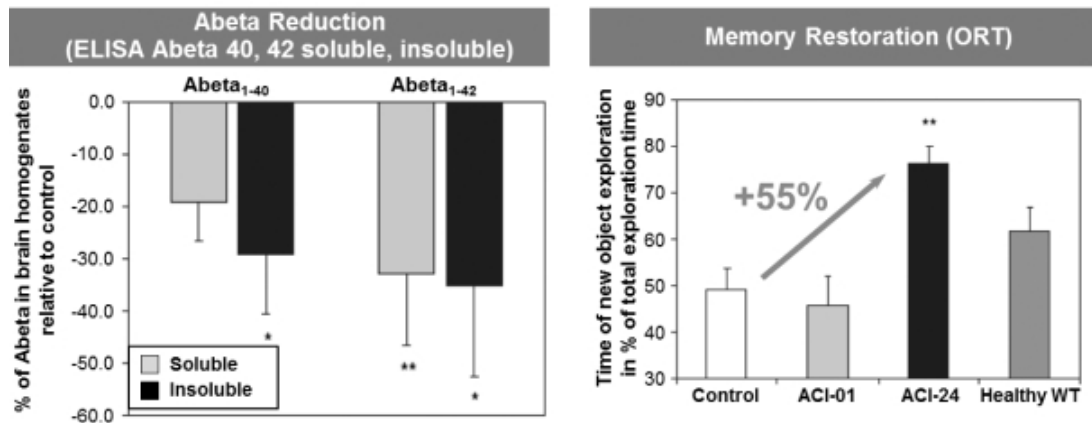 Abeta Reduction
(ELISA Abeta 40, 42 soluble, insoluble)
Abeta1-40
Abeta1-42
% of Abeta in brain homogenates
relative to control
0.0
-10.0
-20.0
-30.0
-40.0
-50.0
-60.0
*
**
*
Soluble
Insoluble
Memory Restoration (ORT)
Time of new object exploration
in % of total exploration time
90
80
70
60
50
40
30
+55%
**
Control
ACI-01
ACI-24
Healthy WT